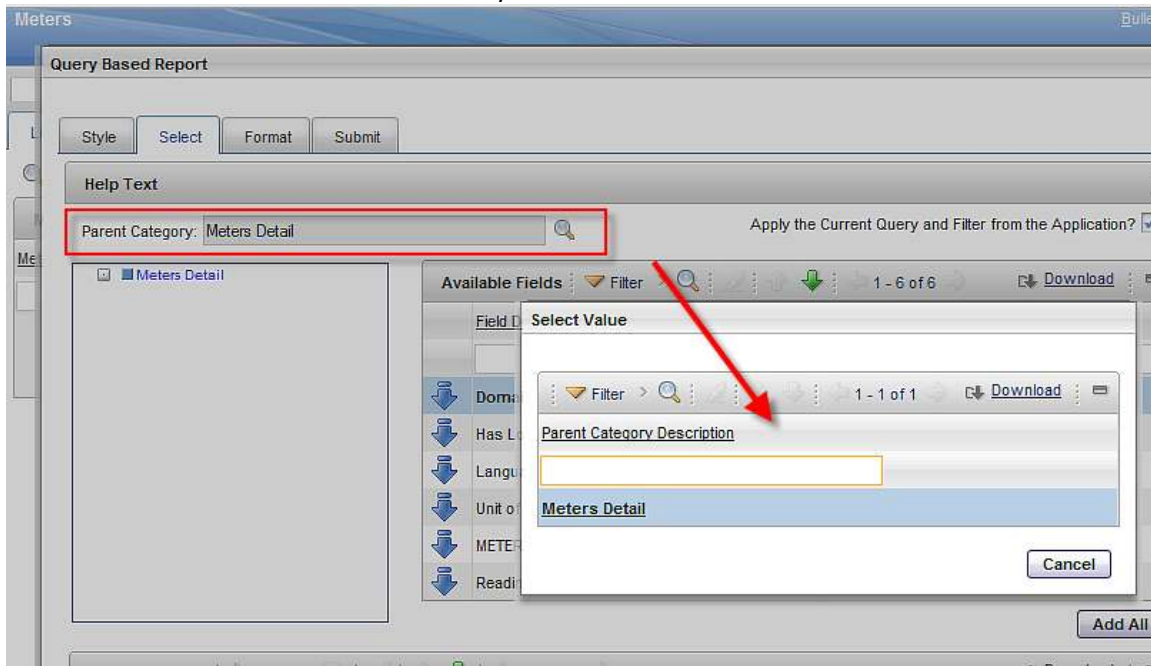 Meters
Query Based Report
Style Select Format Submit
Help Text
Parent Category: Meters Detail Apply the Current Query and Filter from the Application?
Meters Detail
Available Fields Filter 1 - 6 of 6 Download
Field D
Select Value
Filter 1 - 1 of 1 Download
Parent Category Description
Meters Detail
Cancel
Doma
Has L
Langu
Unit o
METER
Readi
Add All